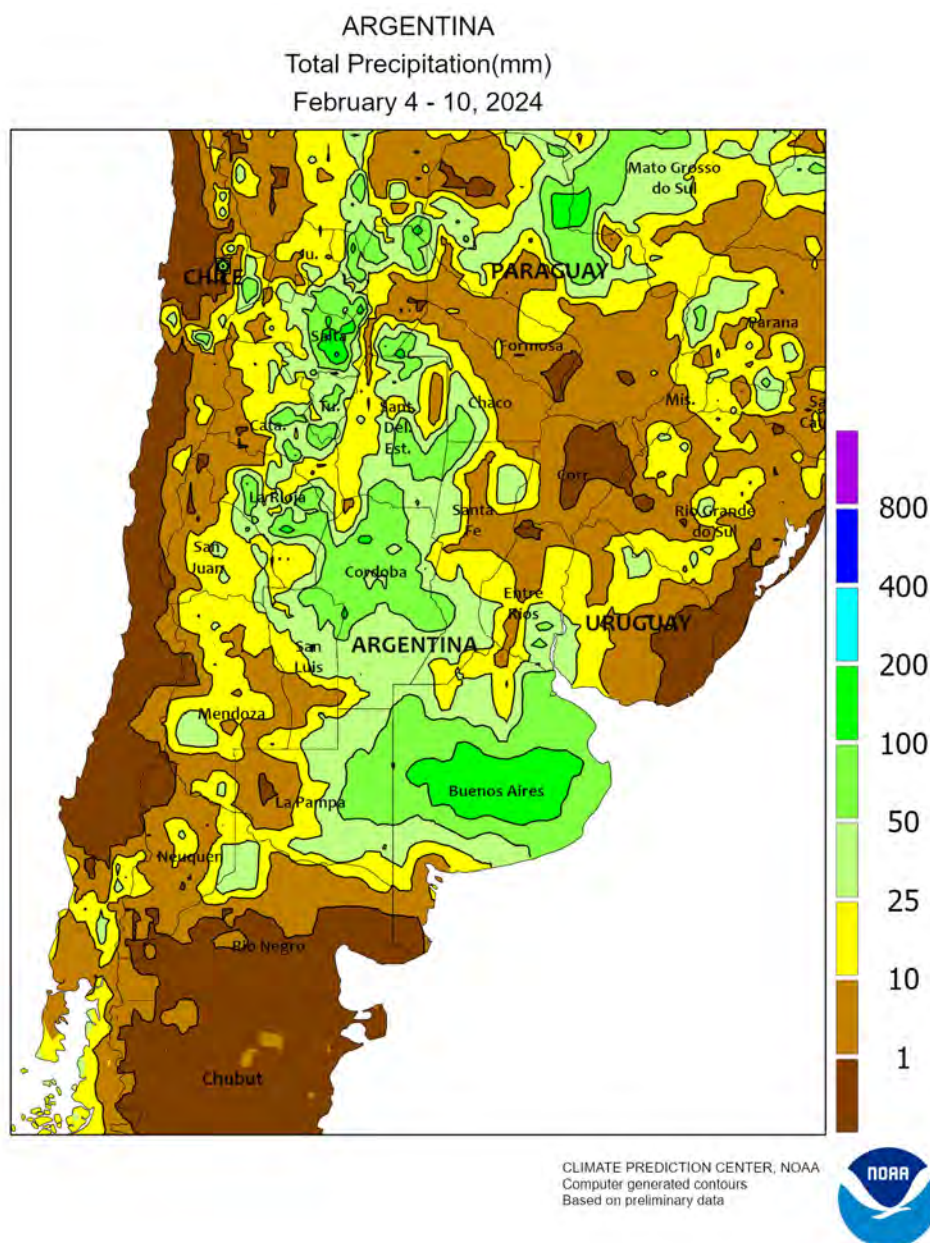 ARGENTINA
Total Precipitation(mm)
February 4 - 10, 2024
Mato Grosso
do Sul
Ju.
CHILE
PARAGUAY
Salta
Parana
Formosa
Tu.
Sant.
Del.
Est.
Chaco
Mis.
Sa
Cata.
Cat
Corr.
La Rioja
Santa
Fe
Rio Grande
do Sul
San
Juan
Cordoba
Entre
Rios
URUGUAY
ARGENTINA
San
Luis
Mendoza
Buenos Aires
La Pampa
Neuquen
Rio Negro
Chubut
800
400
200
100
50
25
10
1
CLIMATE PREDICTION CENTER, NOAA
Computer generated contours
Based on preliminary data
NOAA